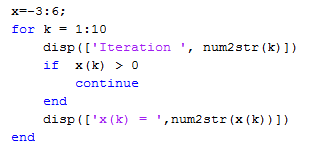 x=-3:6;
for k = 1:10
disp(['Iteration ', num2str(k)])
if x(k) > 0
continue
end
disp(['x(k) = ',num2str(x(k))])
end